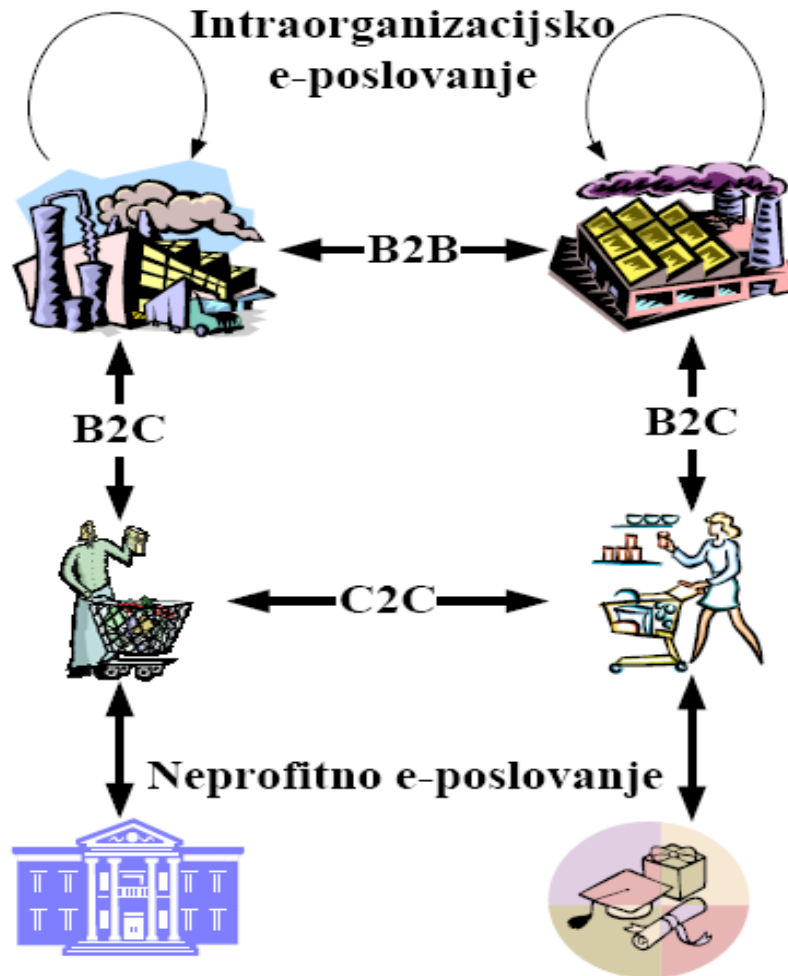 Intraorganizacijsko
e-poslovanje
B2B
B2C
B2C
C2C
Neprofitno e-poslovanje